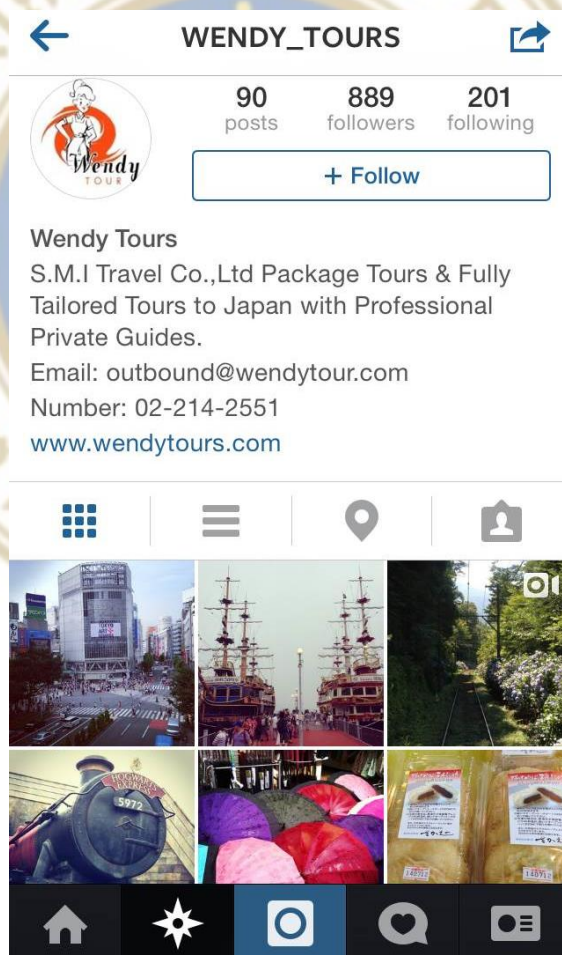 WENDY_TOURS
90 889 201
posts followers following
Wendy
TOUR
+ Follow
Wendy Tours
S.M.I Travel Co.,Ltd Package Tours & Fully
Tailored Tours to Japan with Professional
Private Guides.
Email: outbound@wendytour.com
Number: 02-214-2551
www.wendytours.com
HOGWARTS
EXPRESS
5972